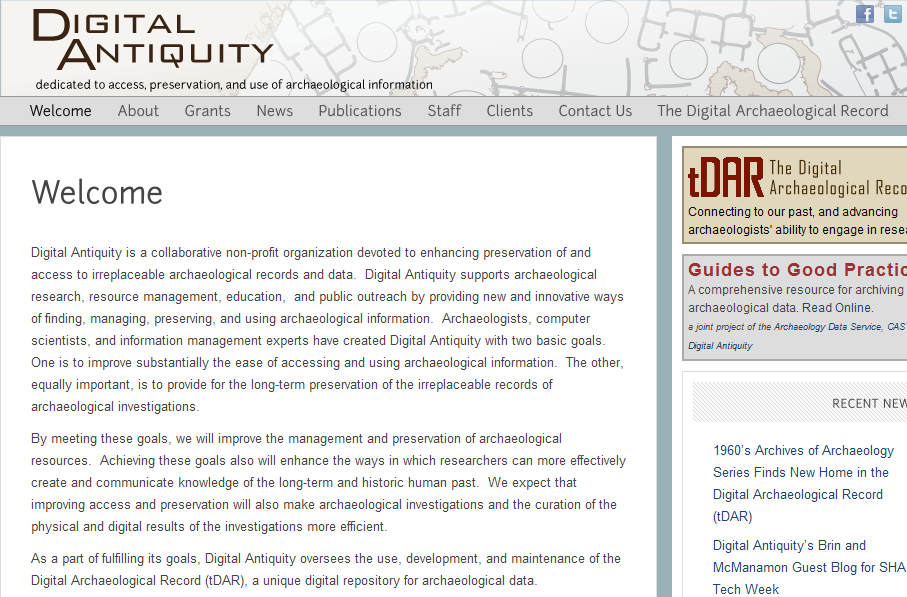 DIGITAL
ANTIQUITY
dedicated to access, preservation, and use of archaeological information
Welcome About Grants News Publications Staff Clients Contact Us The Digital Archaeological Record
Welcome
Digital Antiquity is a collaborative non-profit organization devoted to enhancing preservation of and
access to irreplaceable archaeological records and data. Digital Antiquity supports archaeological
research, resource management, education, and public outreach by providing new and innovative ways
of finding, managing, preserving, and using archaeological information. Archaeologists, computer
scientists, and information management experts have created Digital Antiquity with two basic goals.
One is to improve substantially the ease of accessing and using archaeological information. The other,
equally important, is to provide for the long-term preservation of the irreplaceable records of
archaeological investigations.
By meeting these goals, we will improve the management and preservation of archaeological
resources. Achieving these goals also will enhance the ways in which researchers can more effectively
create and communicate knowledge of the long-term and historic human past. We expect that
improving access and preservation will also make archaeological investigations and the curation of the
physical and digital results of the investigations more efficient.
As a part of fulfilling its goals, Digital Antiquity oversees the use, development, and maintenance of the
Digital Archaeological Record (tDAR), a unique digital repository for archaeological data.
f t
tDAR The Digital
Archaeological Reco
Connecting to our past, and advancing
archaeologists' ability to engage in resea
Guides to Good Practic
A comprehensive resource for archiving
archaeological data. Read Online.
a joint project of the Archaeology Data Service, CAS
Digital Antiquity
RECENT NEW
1960's Archives of Archaeology
Series Finds New Home in the
Digital Archaeological Record
(tDAR)
Digital Antiquity's Brin and
McManamon Guest Blog for SHA
Tech Week